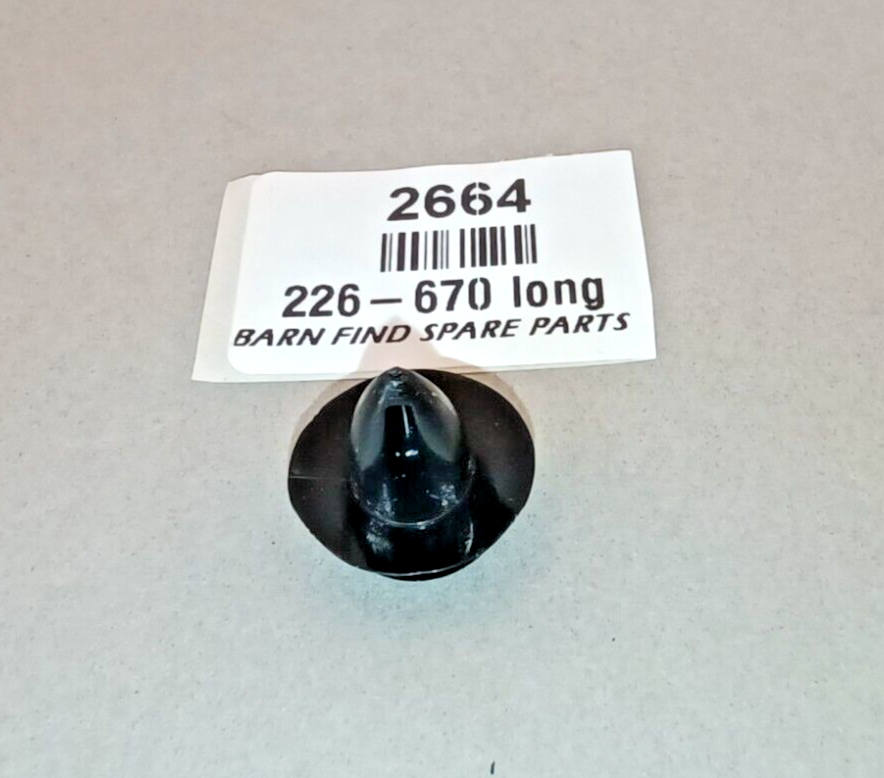 2664
226 – 670 long
BARN FIND SPARE PARTS